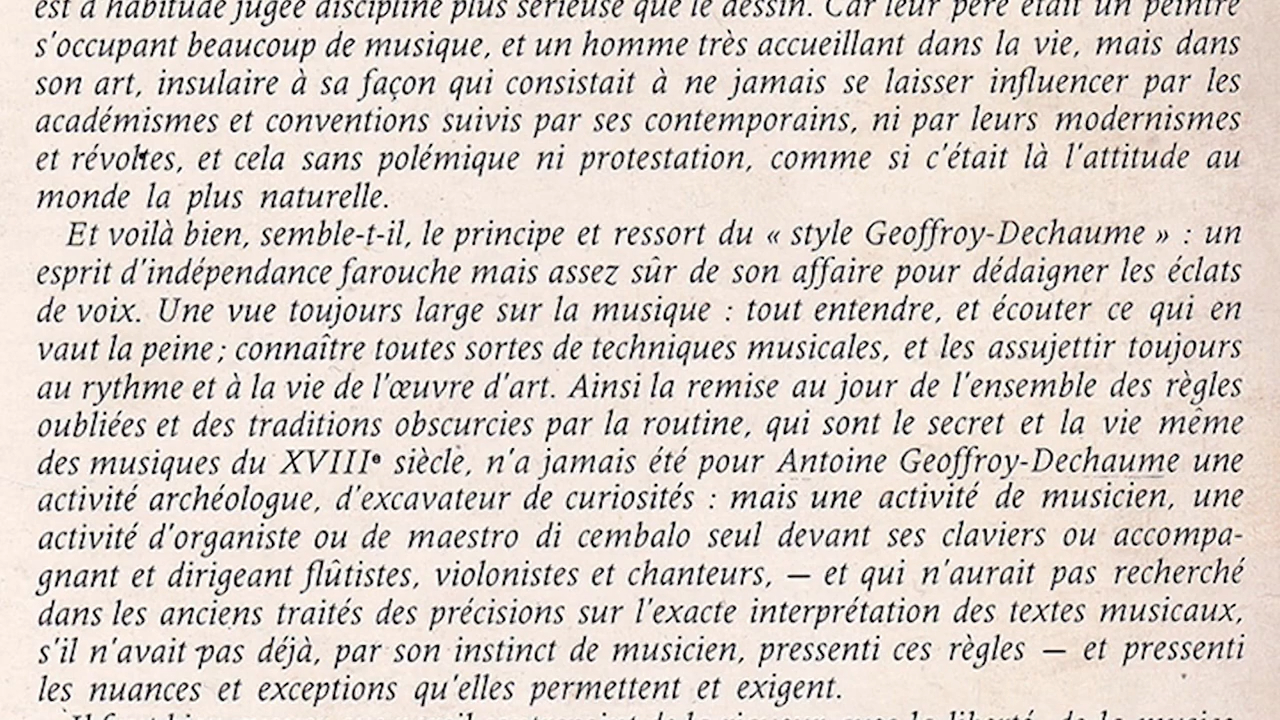 est d'habitude jugée discipline plus sérieuse que le dessin. Car leur père était un peintre
s'occupant beaucoup de musique, et un homme très accueillant dans la vie, mais dans
son art, insulaire à sa façon qui consistait à ne jamais se laisser influencer par les
académismes et conventions suivis par ses contemporains, ni par leurs modernismes
et révoltes, et cela sans polémique ni protestation, comme si c'était là l'attitude au
monde la plus naturelle.
Et voilà bien, semble-t-il, le principe et ressort du « style Geoffroy-Dechaume » : un
esprit d'indépendance farouche mais assez sûr de son affaire pour dédaigner les éclats
de voix. Une vue toujours large sur la musique : tout entendre, et écouter ce qui en
vaut la peine ; connaître toutes sortes de techniques musicales, et les assujettir toujours
au rythme et à la vie de l'œuvre d'art. Ainsi la remise au jour de l'ensemble des règles
oubliées et des traditions obscurcies par la routine, qui sont le secret et la vie même
des musiques du XVIIIe siècle, n'a jamais été pour Antoine Geoffroy-Dechaume une
activité archéologue, d'excavateur de curiosités : mais une activité de musicien, une
activité d'organiste ou de maestro di cembalo seul devant ses claviers ou accompa-
gnant et dirigeant flûtistes, violonistes et chanteurs, — et qui n'aurait pas recherché
dans les anciens traités des précisions sur l'exacte interprétation des textes musicaux,
s'il n'avait pas déjà, par son instinct de musicien, pressenti ces règles — et pressenti
les nuances et exceptions qu'elles permettent et exigent.